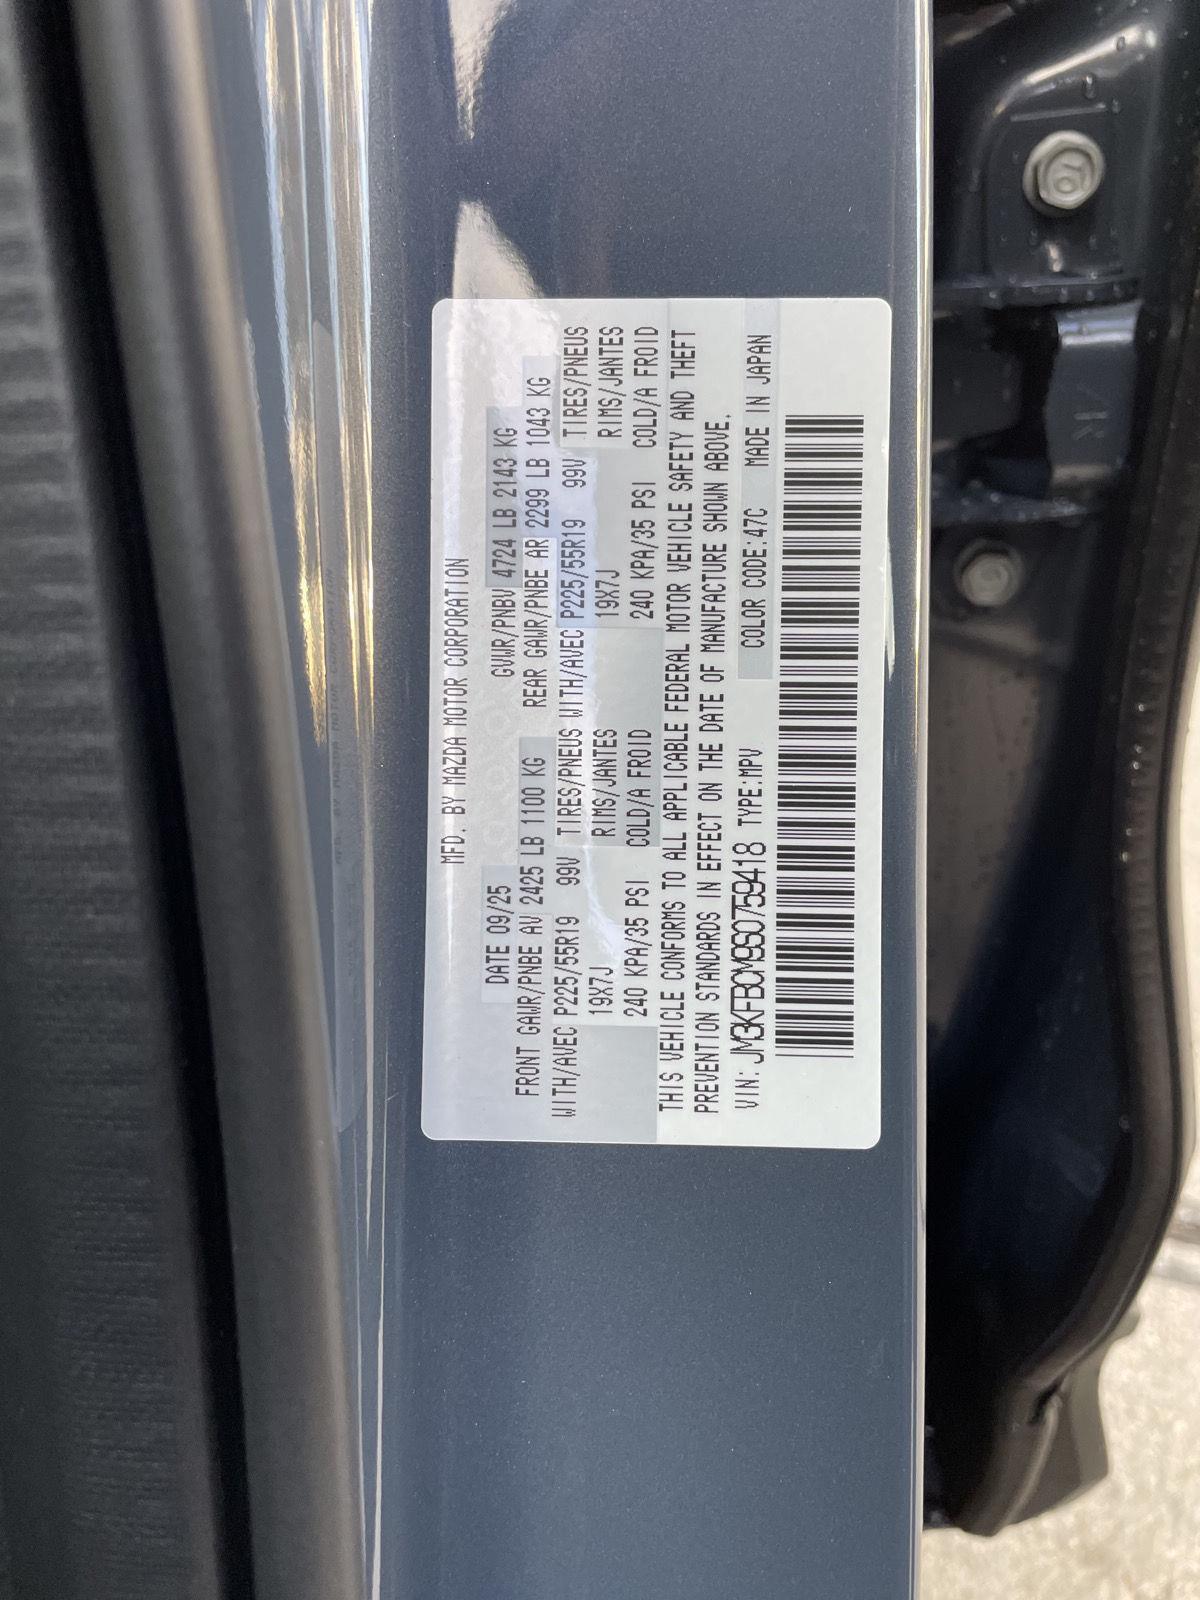 MFD. BY MAZDA MOTOR CORPORATION
DATE 09/25 GVWR/PNBV 4724 LB 2143 KG
FRONT GAWR/PNBE AV 2425 LB 1100 KG REAR GAWR/PNBE AR 2299 LB 1043 KG
WITH/AVEC P225/55R19 99V TIRES/PNEUS WITH/AVEC P225/55R19 99V TIRES/PNEUS
19X7J RIMS/JANTES 19X7J RIMS/JANTES
240 KPA/35 PSI COLD/A FROID 240 KPA/35 PSI COLD/A FROID
THIS VEHICLE CONFORMS TO ALL APPLICABLE FEDERAL MOTOR VEHICLE SAFETY AND THEFT
PREVENTION STANDARDS IN EFFECT ON THE DATE OF MANUFACTURE SHOWN ABOVE.
VIN: JM3KFBCM9S0759418 TYPE:MPV COLOR CODE:47C MADE IN JAPAN